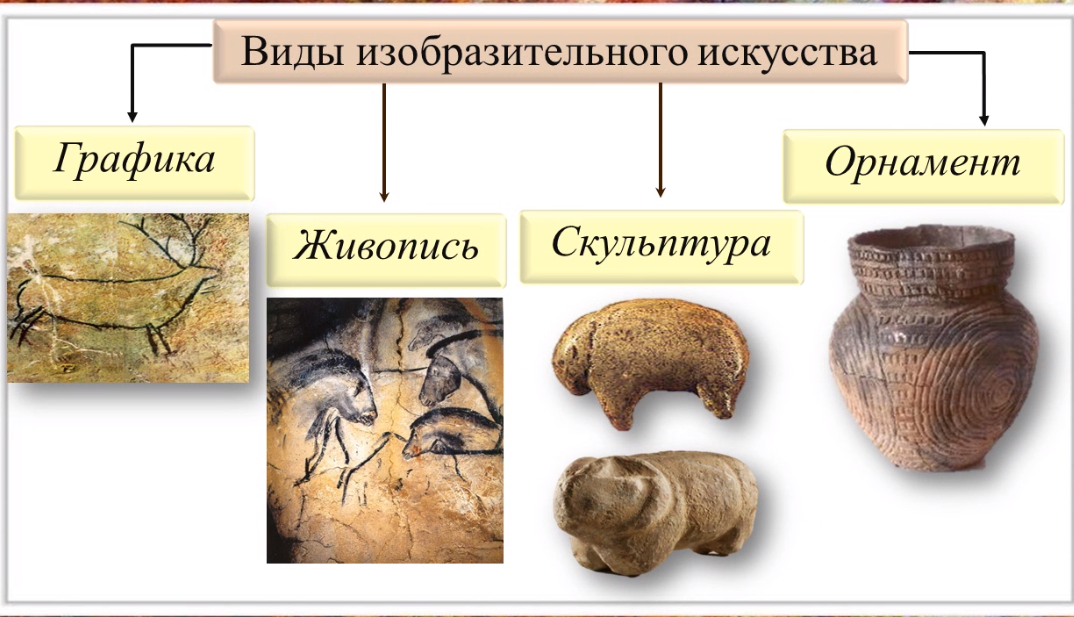 Виды изобразительного искусства
Графика
Живопись
Скульптура
Орнамент